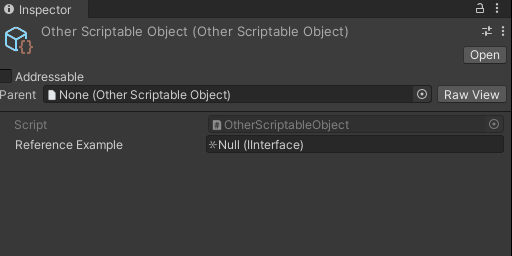 Inspector
Other Scriptable Object (Other Scriptable Object)
Open
Addressable
Parent None (Other Scriptable Object) Raw View
Script OtherScriptableObject
Reference Example Null (IInterface)